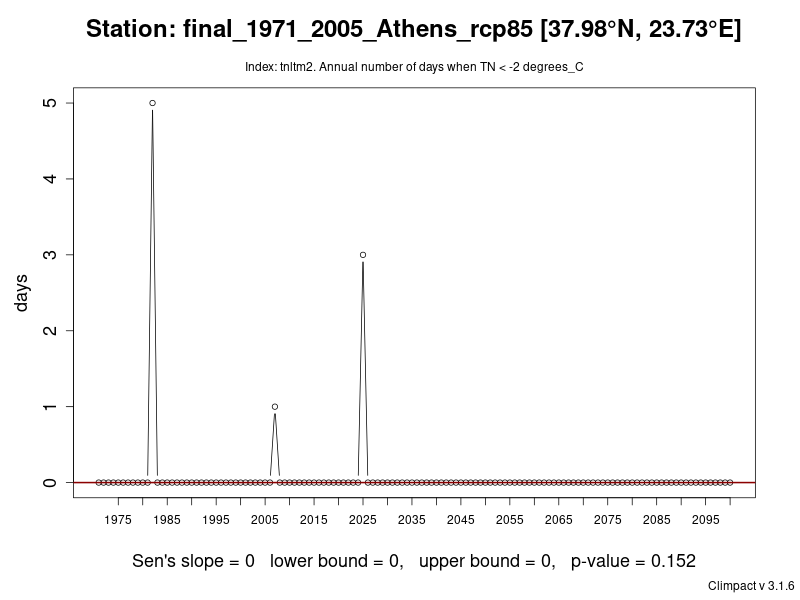 Station: final_1971_2005_Athens_rcp85 [37.98°N, 23.73°E]
Index: tnltm2. Annual number of days when TN < -2 degrees_C
5
4
3
2
1
0
days
1975 1985 1995 2005 2015 2025 2035 2045 2055 2065 2075 2085 2095
Sen's slope = 0 lower bound = 0, upper bound = 0, p-value = 0.152
Climpact v 3.1.6